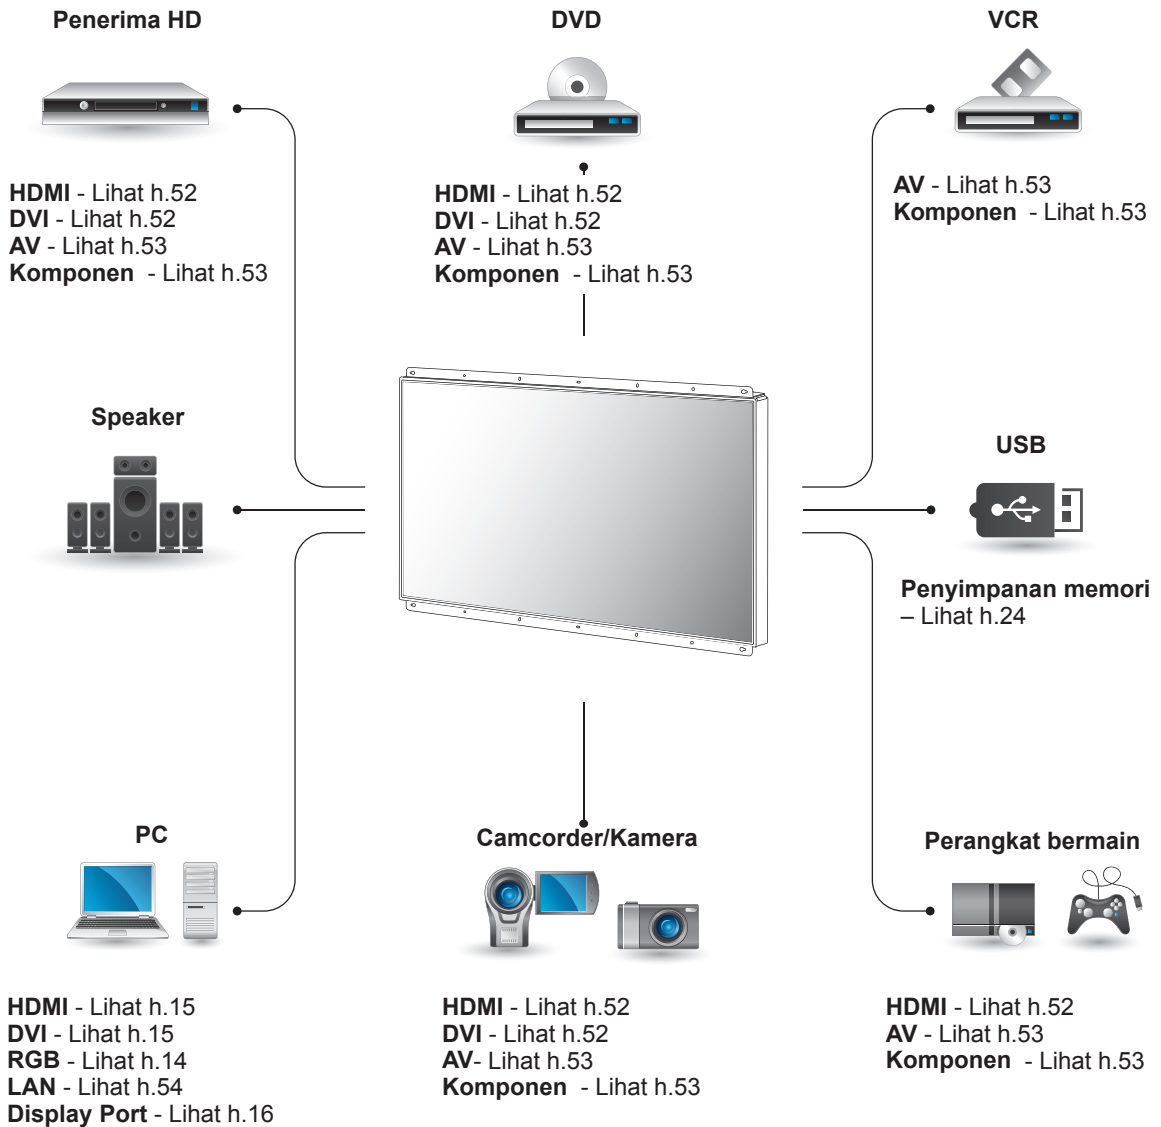 Penerima HD
HDMI - Lihat h.52
DVI - Lihat h.52
AV - Lihat h.53
Komponen - Lihat h.53
DVD
HDMI - Lihat h.52
DVI - Lihat h.52
AV - Lihat h.53
Komponen - Lihat h.53
VCR
AV - Lihat h.53
Komponen - Lihat h.53
Speaker
USB
Penyimpanan memori
– Lihat h.24
PC
HDMI - Lihat h.15
DVI - Lihat h.15
RGB - Lihat h.14
LAN - Lihat h.54
Display Port - Lihat h.16
Camcorder/Kamera
HDMI - Lihat h.52
DVI - Lihat h.52
AV- Lihat h.53
Komponen - Lihat h.53
Perangkat bermain
HDMI - Lihat h.52
AV - Lihat h.53
Komponen - Lihat h.53